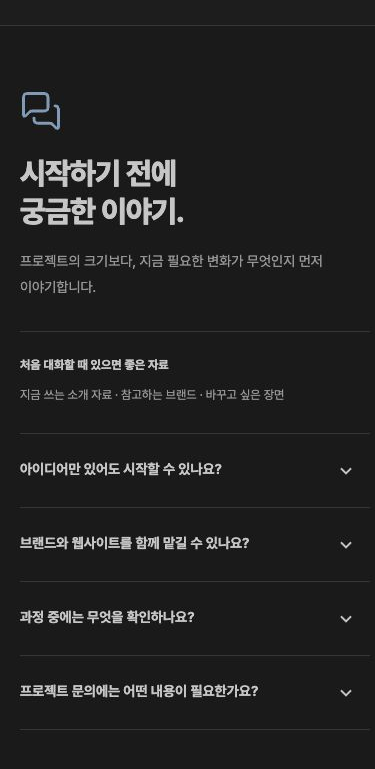 시작하기 전에
궁금한 이야기.
프로젝트의 크기보다, 지금 필요한 변화가 무엇인지 먼저
이야기합니다.
처음 대화할 때 있으면 좋은 자료
지금 쓰는 소개 자료 · 참고하는 브랜드 · 바꾸고 싶은 장면
아이디어만 있어도 시작할 수 있나요?
브랜드와 웹사이트를 함께 맡길 수 있나요?
과정 중에는 무엇을 확인하나요?
프로젝트 문의에는 어떤 내용이 필요한가요?